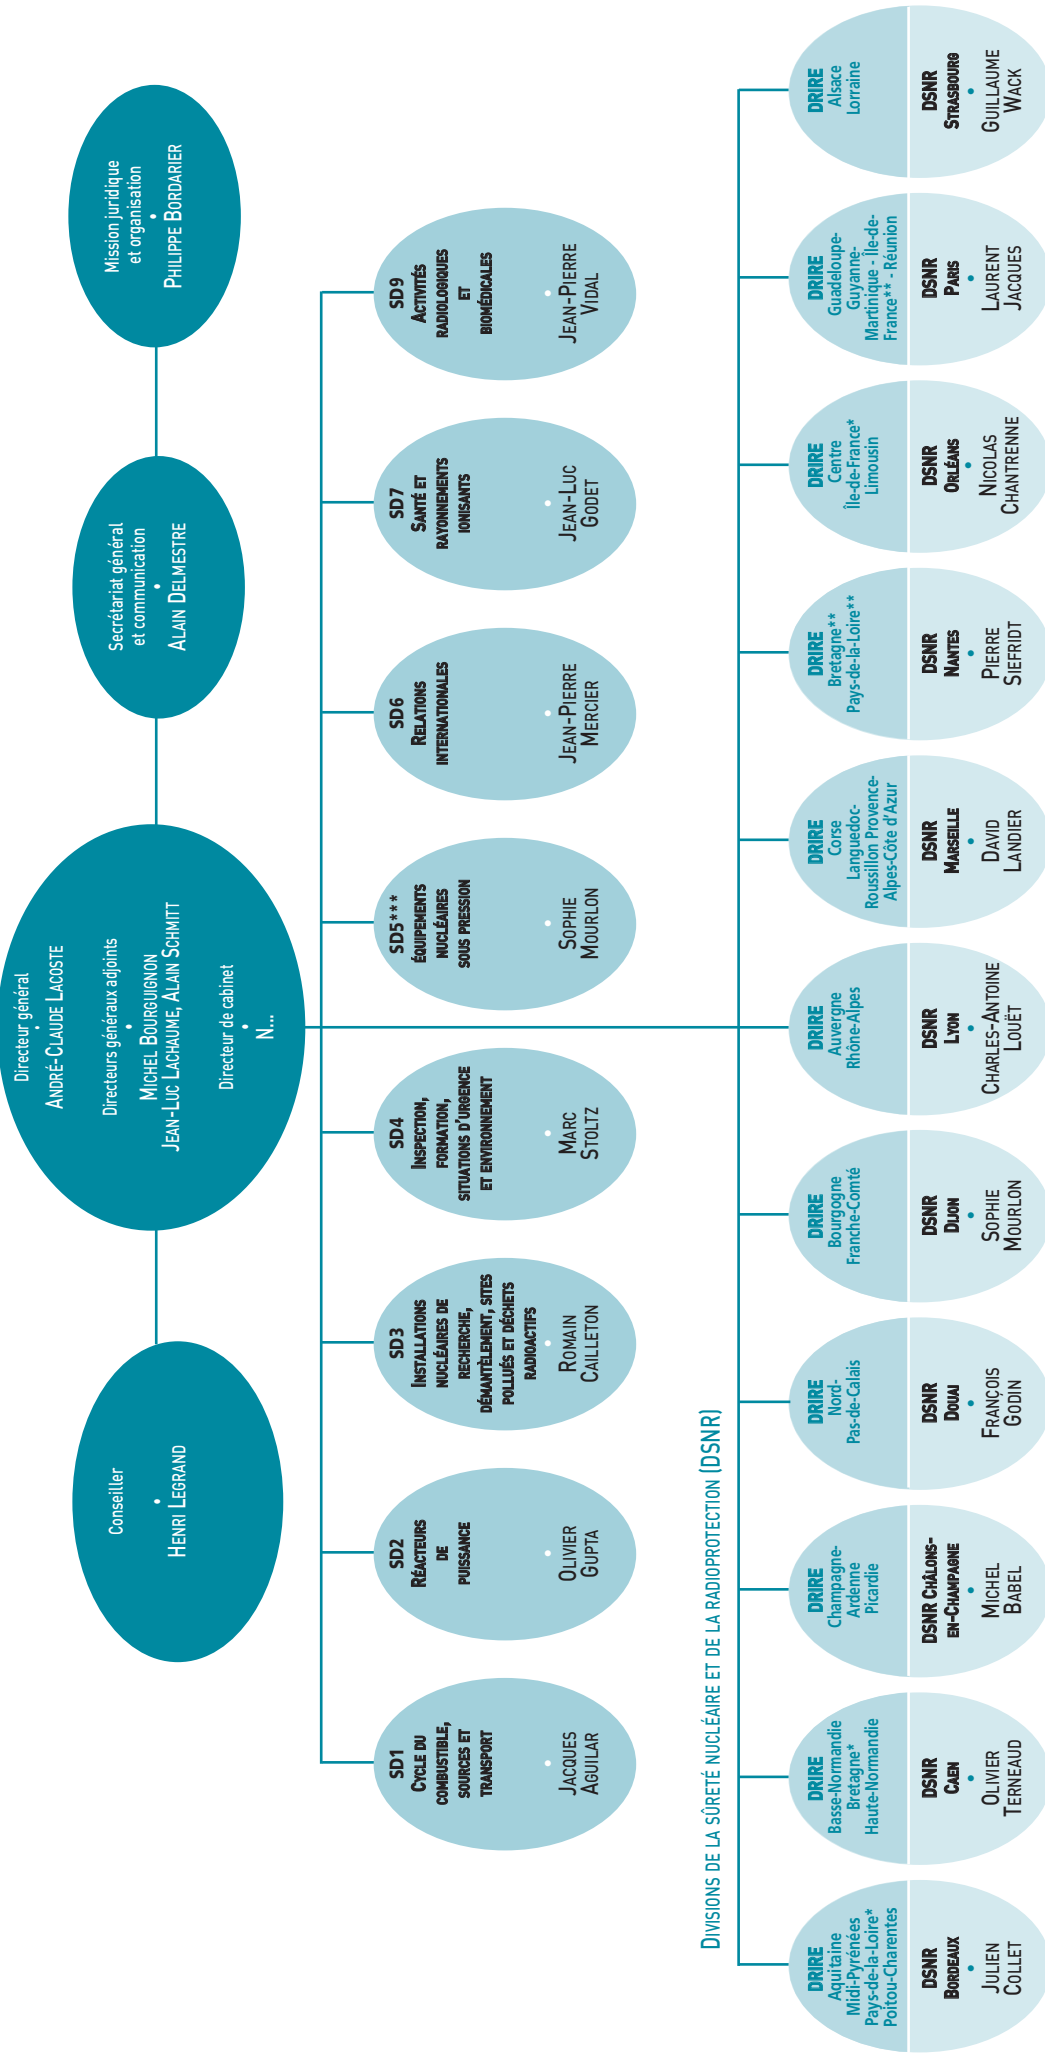 Directeur général
•
ANDRÉ-CLAUDE LACOSTE
Directeurs généraux adjoints
•
MICHEL BOURGUIGNON
JEAN-LUC LACHAUME, ALAIN SCHMITT
Directeur de cabinet
•
N...
Conseiller
•
HENRI LEGRAND
Secrétariat général
et communication
•
ALAIN DELMESTRE
Mission juridique
et organisation
•
PHILIPPE BORDARIER
SD1
CYCLE DU
COMBUSTIBLE,
SOURCES ET
TRANSPORT
•
JACQUES
AGUILAR
SD2
RÉACTEURS
DE
PUISSANCE
•
OLIVIER
GUPTA
SD3
INSTALLATIONS
NUCLÉAIRES DE
RECHERCHE,
DÉMANTÈLEMENT, SITES
POLLUÉS ET DÉCHETS
RADIOACTIFS
•
ROMAIN
CAILLETON
SD4
INSPECTION,
FORMATION,
SITUATIONS D'URGENCE
ET ENVIRONNEMENT
•
MARC
STOLTZ
SD5***
ÉQUIPEMENTS
NUCLÉAIRES
SOUS PRESSION
•
SOPHIE
MOURLON
SD6
RELATIONS
INTERNATIONALES
•
JEAN-PIERRE
MERCIER
SD7
SANTÉ ET
RAYONNEMENTS
IONISANTS
•
JEAN-LUC
GODET
SD9
ACTIVITÉS
RADIOLOGIQUES
ET
BIOMÉDICALES
•
JEAN-PIERRE
VIDAL
DIVISIONS DE LA SÛRETÉ NUCLÉAIRE ET DE LA RADIOPROTECTION (DSNR)
DRIRE
Aquitaine
Midi-Pyrénées
Pays-de-la-Loire*
Poitou-Charentes
DSNR
BORDEAUX
•
JULIEN
COLLET
DRIRE
Basse-Normandie
Bretagne*
Haute-Normandie
DSNR
CAEN
•
OLIVIER
TERNEAUD
DRIRE
Champagne-
Ardenne
Picardie
DSNR CHÂLONS-
EN-CHAMPAGNE
•
MICHEL
BABEL
DRIRE
Nord-
Pas-de-Calais
DSNR
DOUAI
•
FRANÇOIS
GODIN
DRIRE
Bourgogne
Franche-Comté
DSNR
DIJON
•
SOPHIE
MOURLON
DRIRE
Auvergne
Rhône-Alpes
DSNR
LYON
•
CHARLES-ANTOINE
LOUËT
DRIRE
Corse
Languedoc-
Roussillon Provence-
Alpes-Côte d'Azur
DSNR
MARSEILLE
•
DAVID
LANDIER
DRIRE
Bretagne**
Pays-de-la-Loire**
DSNR
NANTES
•
PIERRE
SIEFRIDT
DRIRE
Centre
Île-de-France*
Limousin
DSNR
ORLÉANS
•
NICOLAS
CHANTRENNE
DRIRE
Guadeloupe-
Guyanne-
Martinique - Île-de-
France** - Réunion
DSNR
PARIS
•
LAURENT
JACQUES
DRIRE
Alsace
Lorraine
DSNR
STRASBOURG
•
GUILLAUME
WACK